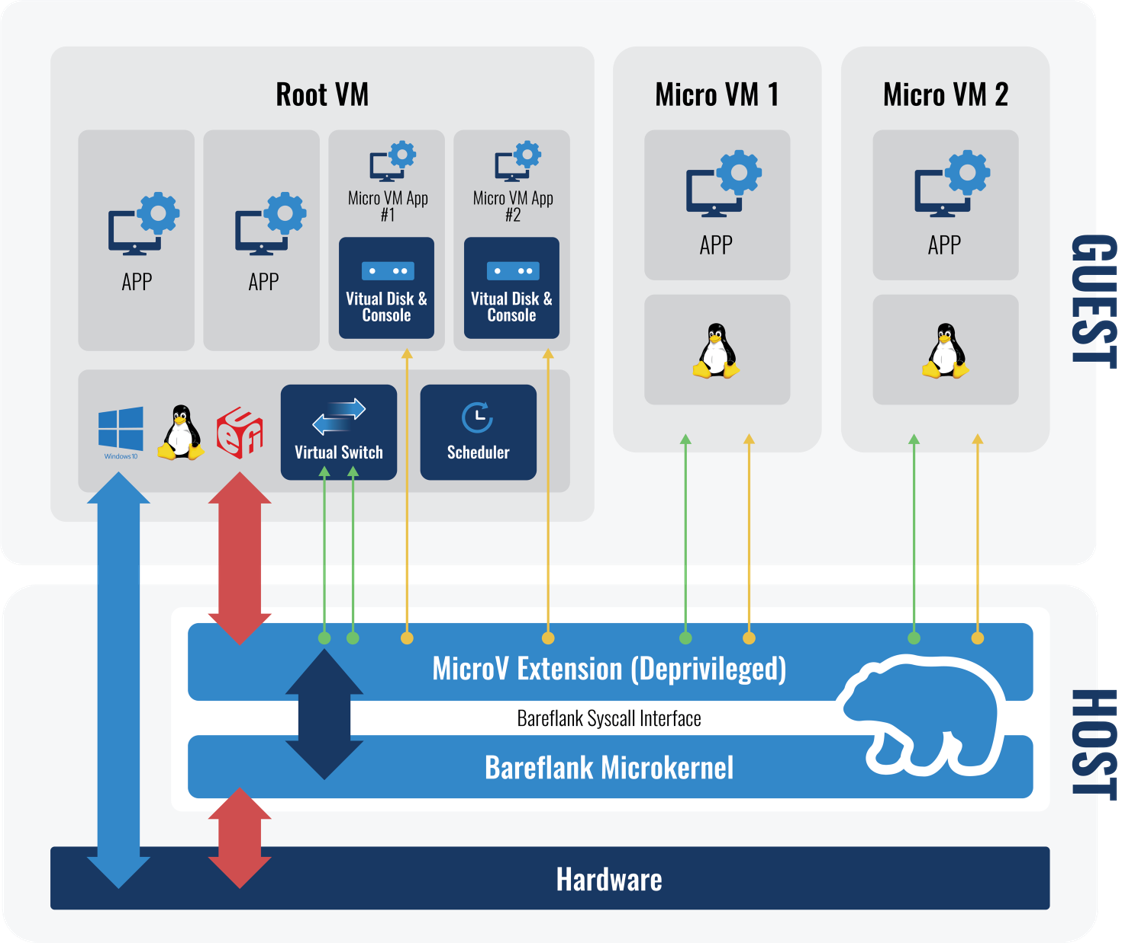 Root VM
Micro VM 1
Micro VM 2
APP
APP
Micro VM App
#1
Vitual Disk &
Console
Micro VM App
#2
Vitual Disk &
Console
APP
APP
GUEST
Windows 10
uefi
Virtual Switch
Scheduler
MicroV Extension (Deprivileged)
Bareflank Syscall Interface
Bareflank Microkernel
HOST
Hardware